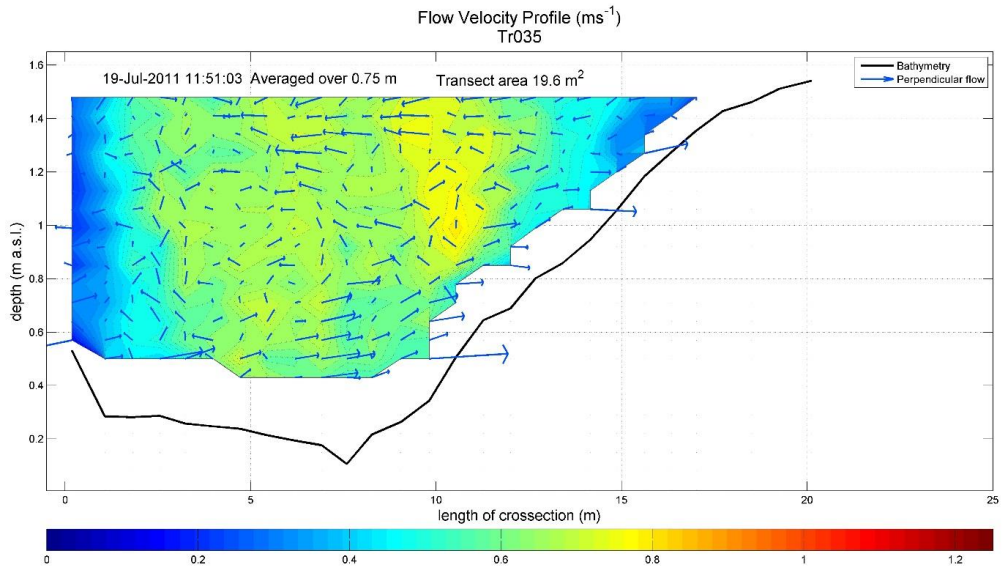 Flow Velocity Profile (ms-1)
Tr035
19-Jul-2011 11:51:03 Averaged over 0.75 m
Transect area 19.6 m2
Bathymetry
Perpendicular flow
depth (m a.s.l.)
1.6
1.4
1.2
1
0.8
0.6
0.4
0.2
0 5 10 15 20 25
length of crossection (m)
0 0.2 0.4 0.6 0.8 1 1.2